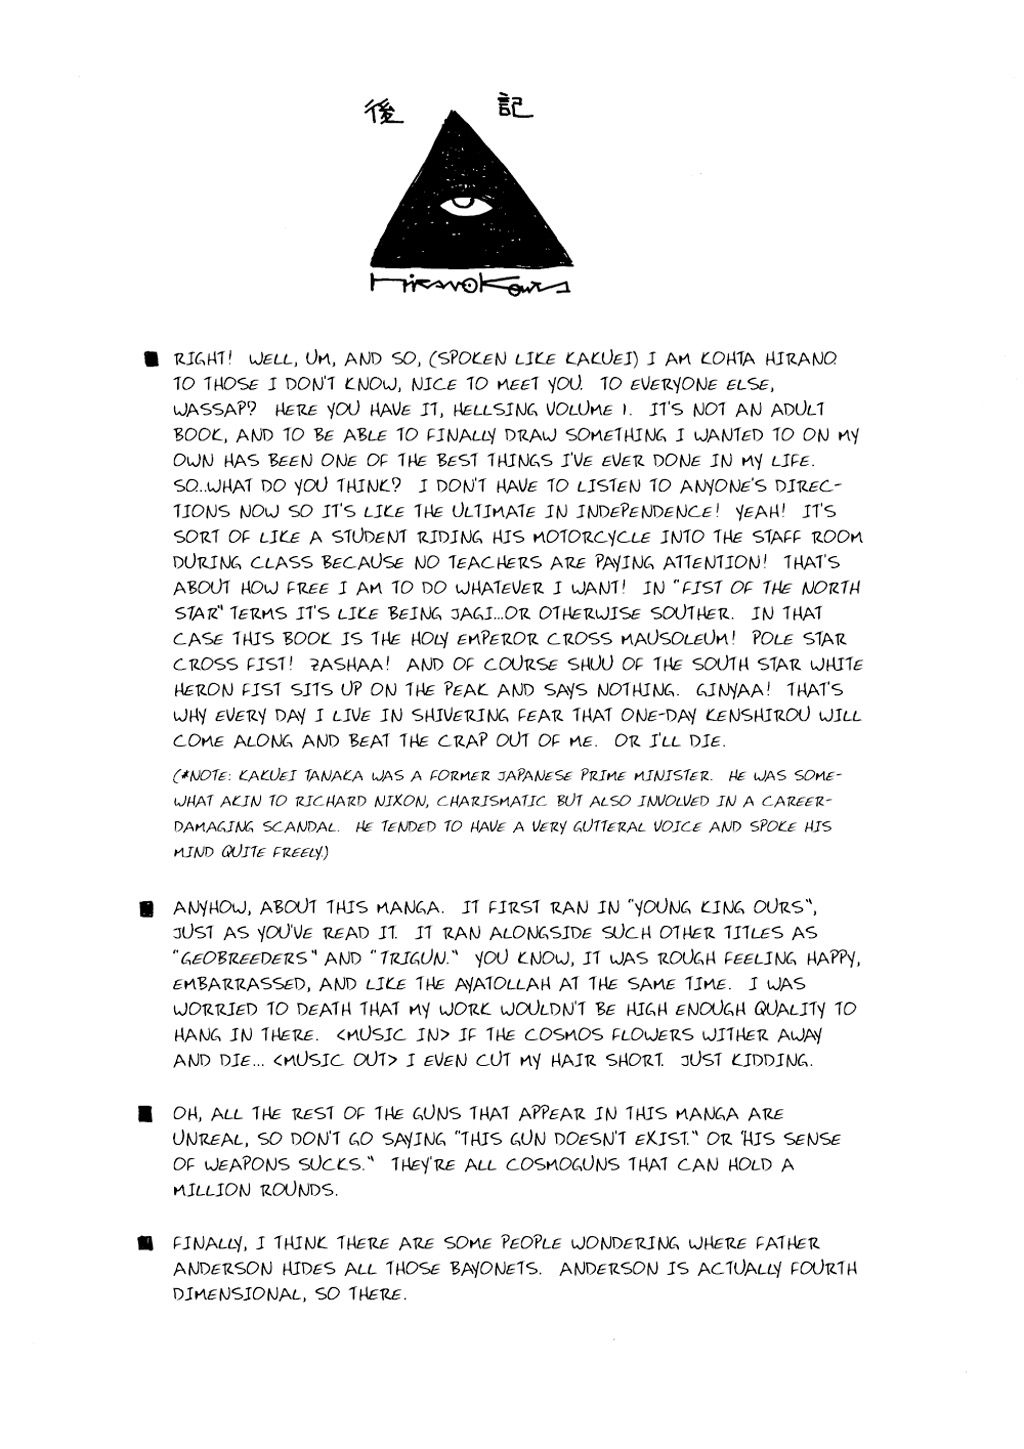 後 記
HIRANO KOUTA
■ RIGHT! WELL, UM, AND SO, (SPOKEN LIKE KAKUEI) I AM KOHTA HIRANO.
TO THOSE I DON'T KNOW, NICE TO MEET YOU. TO EVERYONE ELSE,
WASSAP? HERE YOU HAVE IT, HELLSING VOLUME 1. IT'S NOT AN ADULT
BOOK, AND TO BE ABLE TO FINALLY DRAW SOMETHING I WANTED TO ON MY
OWN HAS BEEN ONE OF THE BEST THINGS I'VE EVER DONE IN MY LIFE.
SO...WHAT DO YOU THINK? I DON'T HAVE TO LISTEN TO ANYONE'S DIREC-
TIONS NOW SO IT'S LIKE THE ULTIMATE IN INDEPENDENCE! YEAH! IT'S
SORT OF LIKE A STUDENT RIDING HIS MOTORCYCLE INTO THE STAFF ROOM
DURING CLASS BECAUSE NO TEACHERS ARE PAYING ATTENTION! THAT'S
ABOUT HOW FREE I AM TO DO WHATEVER I WANT! IN "FIST OF THE NORTH
STAR" TERMS IT'S LIKE BEING JAGI...OR OTHERWISE SOUTHER. IN THAT
CASE THIS BOOK IS THE HOLY EMPEROR CROSS MAUSOLEUM! POLE STAR
CROSS FIST! ZASHAA! AND OF COURSE SHUU OF THE SOUTH STAR WHITE
HERON FIST SITS UP ON THE PEAK AND SAYS NOTHING. GINYAA! THAT'S
WHY EVERY DAY I LIVE IN SHIVERING FEAR THAT ONE-DAY KENSHIROU WILL
COME ALONG AND BEAT THE CRAP OUT OF ME. OR I'LL DIE.
(*NOTE: KAKUEI TANAKA WAS A FORMER JAPANESE PRIME MINISTER. HE WAS SOME-
WHAT AKIN TO RICHARD NIXON, CHARISMATIC BUT ALSO INVOLVED IN A CAREER-
DAMAGING SCANDAL. HE TENDED TO HAVE A VERY GUTTERAL VOICE AND SPOKE HIS
MIND QUITE FREELY.)
■ ANYHOW, ABOUT THIS MANGA. IT FIRST RAN IN "YOUNG KING OURS",
JUST AS YOU'VE READ IT. IT RAN ALONGSIDE SUCH OTHER TITLES AS
"GEOBREEDERS" AND "TRIGUN." YOU KNOW, IT WAS ROUGH FEELING HAPPY,
EMBARRASSED, AND LIKE THE AYATOLLAH AT THE SAME TIME. I WAS
WORRIED TO DEATH THAT MY WORK WOULDN'T BE HIGH ENOUGH QUALITY TO
HANG IN THERE. <MUSIC IN> IF THE COSMOS FLOWERS WITHER AWAY
AND DIE... <MUSIC OUT> I EVEN CUT MY HAIR SHORT. JUST KIDDING.
■ OH, ALL THE REST OF THE GUNS THAT APPEAR IN THIS MANGA ARE
UNREAL, SO DON'T GO SAYING "THIS GUN DOESN'T EXIST." OR 'HIS SENSE
OF WEAPONS SUCKS." THEY'RE ALL COSMOGUNS THAT CAN HOLD A
MILLION ROUNDS.
■ FINALLY, I THINK THERE ARE SOME PEOPLE WONDERING WHERE FATHER
ANDERSON HIDES ALL THOSE BAYONETS. ANDERSON IS ACTUALLY FOURTH
DIMENSIONAL, SO THERE.